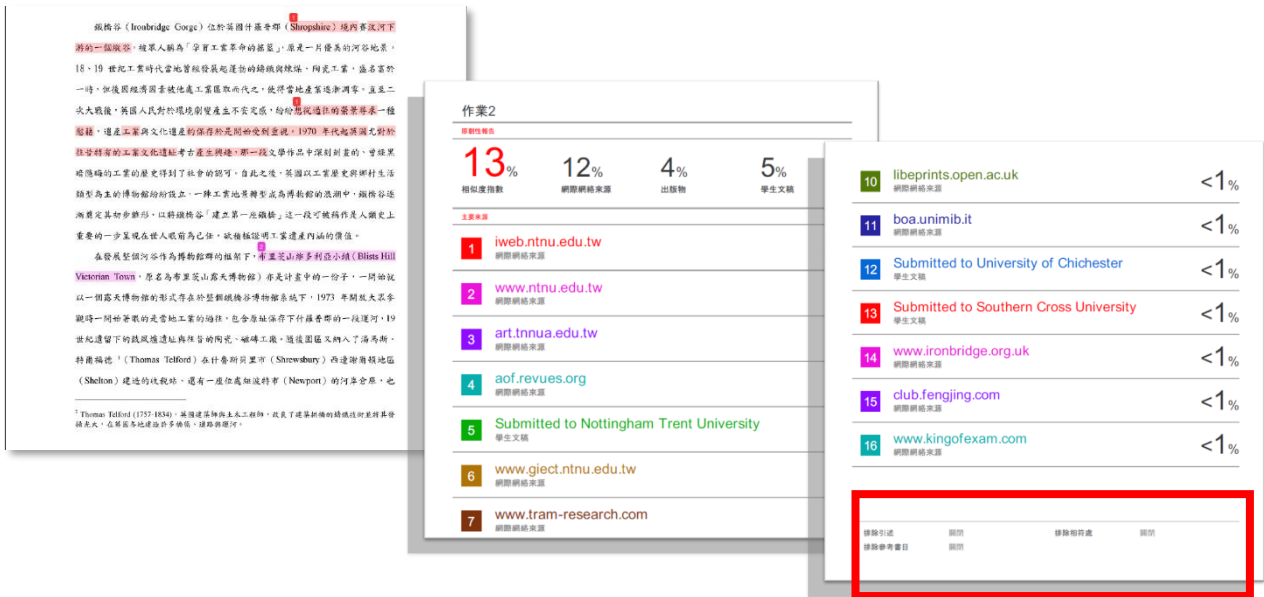 1
鐵橋谷（Ironbridge Gorge）位於英國什羅普郡（Shropshire）境內賽汶河下
游的一個峽谷，被眾人稱為「孕育工業革命的搖籃」，原是一片優美的河谷地景。
18、19 世紀工業時代當地曾經發展起蓬勃的鑄鐵與煉煤、陶瓷工業，盛名富於
一時，但後因經濟因素被他處工業區取而代之，使得當地產業逐漸凋零。直至二
3
次大戰後，英國人民對於環境劇變產生不安定感，紛紛想從過往的榮景尋求一種
慰藉，遺產工業與文化遺產的保存於是開始受到重視。1970 年代起英國尤對於
往昔特有的工業文化遺址考古產生興趣，那一段文學作品中深刻刻畫的、曾經黑
暗隱晦的工業的歷史得到了社會的認可。自此之後，英國以工業歷史與鄉村生活
類型為主的博物館紛紛設立。一陣工業地景轉型成為博物館的浪潮中，鐵橋谷逐
漸奠定其初步雛形，以將鐵橋谷「建立第一座鐵橋」這一段可被稱作是人類史上
重要的一步呈現在世人眼前為己任，欲極極證明工業遺產內涵的價值。
2
在發展整個河谷作為博物館群的框架下，布里茨山維多利亞小鎮（Blists Hill
Victorian Town，原名為布里茨山露天博物館）亦是計畫中的一份子，一開始就
以一個露天博物館的形式存在於整個鐵橋谷博物館系統下，1973 年開放大眾參
觀時一開始著眼的是當地工業的過往，包含原址保存下什羅普郡的一段運河，19
世紀遺留下的鼓風爐遺址與往昔的陶瓷、磁磚工廠。隨後園區又納入了湯馬斯．
特爾福德 1（Thomas Telford）在什魯斯貝里市（Shrewsbury）西邊謝爾頓地區
（Shelton）建造的收稅站、還有一座位處紐波特市（Newport）的河岸倉庫，也
1 Thomas Telford (1757-1834)，英國建築師與土木工程師，改良了建築拱橋的鑄鐵技術並將其發
揚光大，在英國各地建造許多橋樑、道路與運河。
作業2
原創性報告
13% 12% 4% 5%
相似度指數 網際網絡來源 出版物 學生文稿
主要來源
1 iweb.ntnu.edu.tw
網際網絡來源
2 www.ntnu.edu.tw
網際網絡來源
3 art.tnnua.edu.tw
網際網絡來源
4 aof.revues.org
網際網絡來源
5 Submitted to Nottingham Trent University
學生文稿
6 www.giect.ntnu.edu.tw
網際網絡來源
7 www.tram-research.com
網際網絡來源
10 libeprints.open.ac.uk <1%
網際網絡來源
11 boa.unimib.it <1%
網際網絡來源
12 Submitted to University of Chichester <1%
學生文稿
13 Submitted to Southern Cross University <1%
學生文稿
14 www.ironbridge.org.uk <1%
網際網絡來源
15 club.fengjing.com <1%
網際網絡來源
16 www.kingofexam.com <1%
網際網絡來源
排除引述 關閉 排除相符處 關閉
排除參考書目 關閉